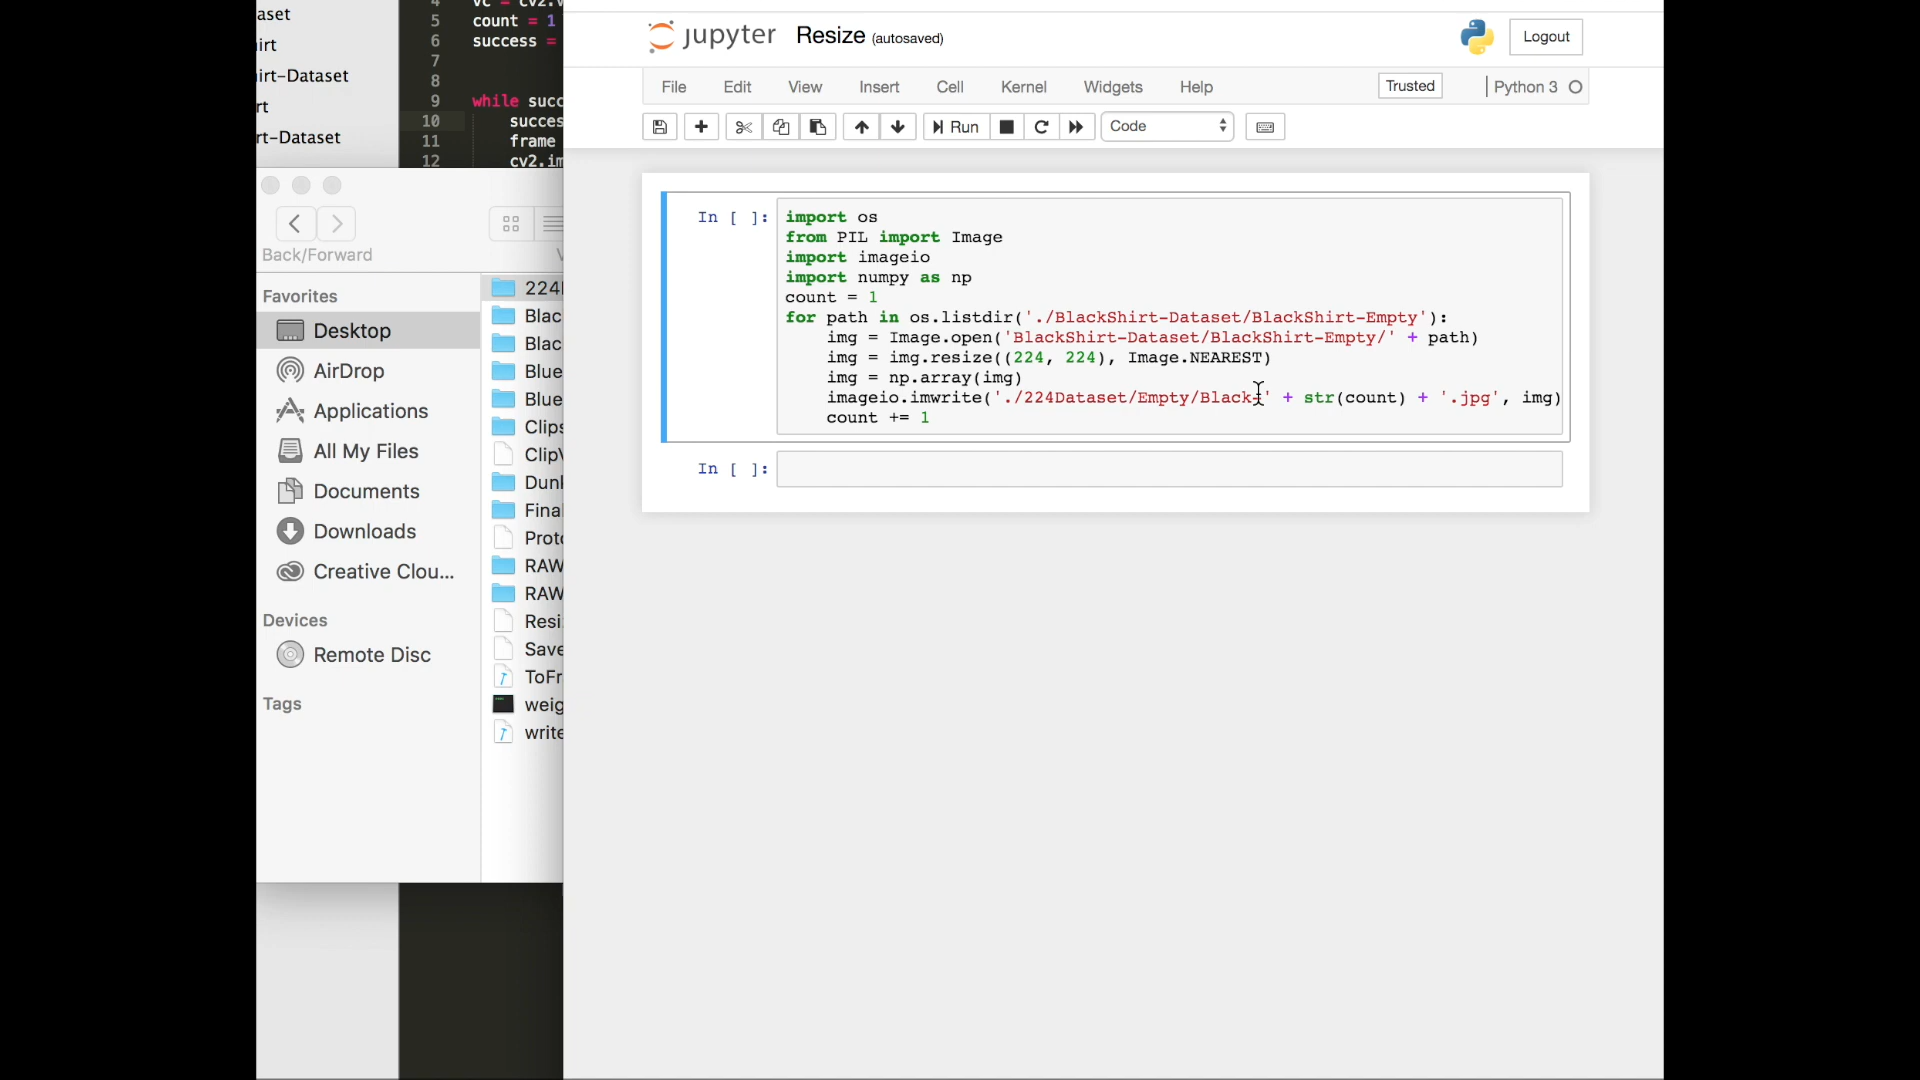 aset
irt
irt-Dataset
rt
rt-Dataset
4
5 count = 1
6 success =
7
8
9 while succ
10 succes
11 frame
12 cv2.im
Back/Forward
Favorites
Desktop
AirDrop
Applications
All My Files
Documents
Downloads
Creative Clou...
Devices
Remote Disc
Tags
224
Blac
Blac
Blue
Blue
Clips
Clip
Dunk
Final
Proto
RAW
RAW
Resi
Save
ToFr
weig
write
jupyter Resize (autosaved)
Logout
File Edit View Insert Cell Kernel Widgets Help
Trusted
Python 3
Run
Code
In [ ]:
import os
from PIL import Image
import imageio
import numpy as np
count = 1
for path in os.listdir('./BlackShirt-Dataset/BlackShirt-Empty'):
img = Image.open('BlackShirt-Dataset/BlackShirt-Empty/' + path)
img = img.resize((224, 224), Image.NEAREST)
img = np.array(img)
imageio.imwrite('./224Dataset/Empty/Black-' + str(count) + '.jpg', img)
count += 1
In [ ]: